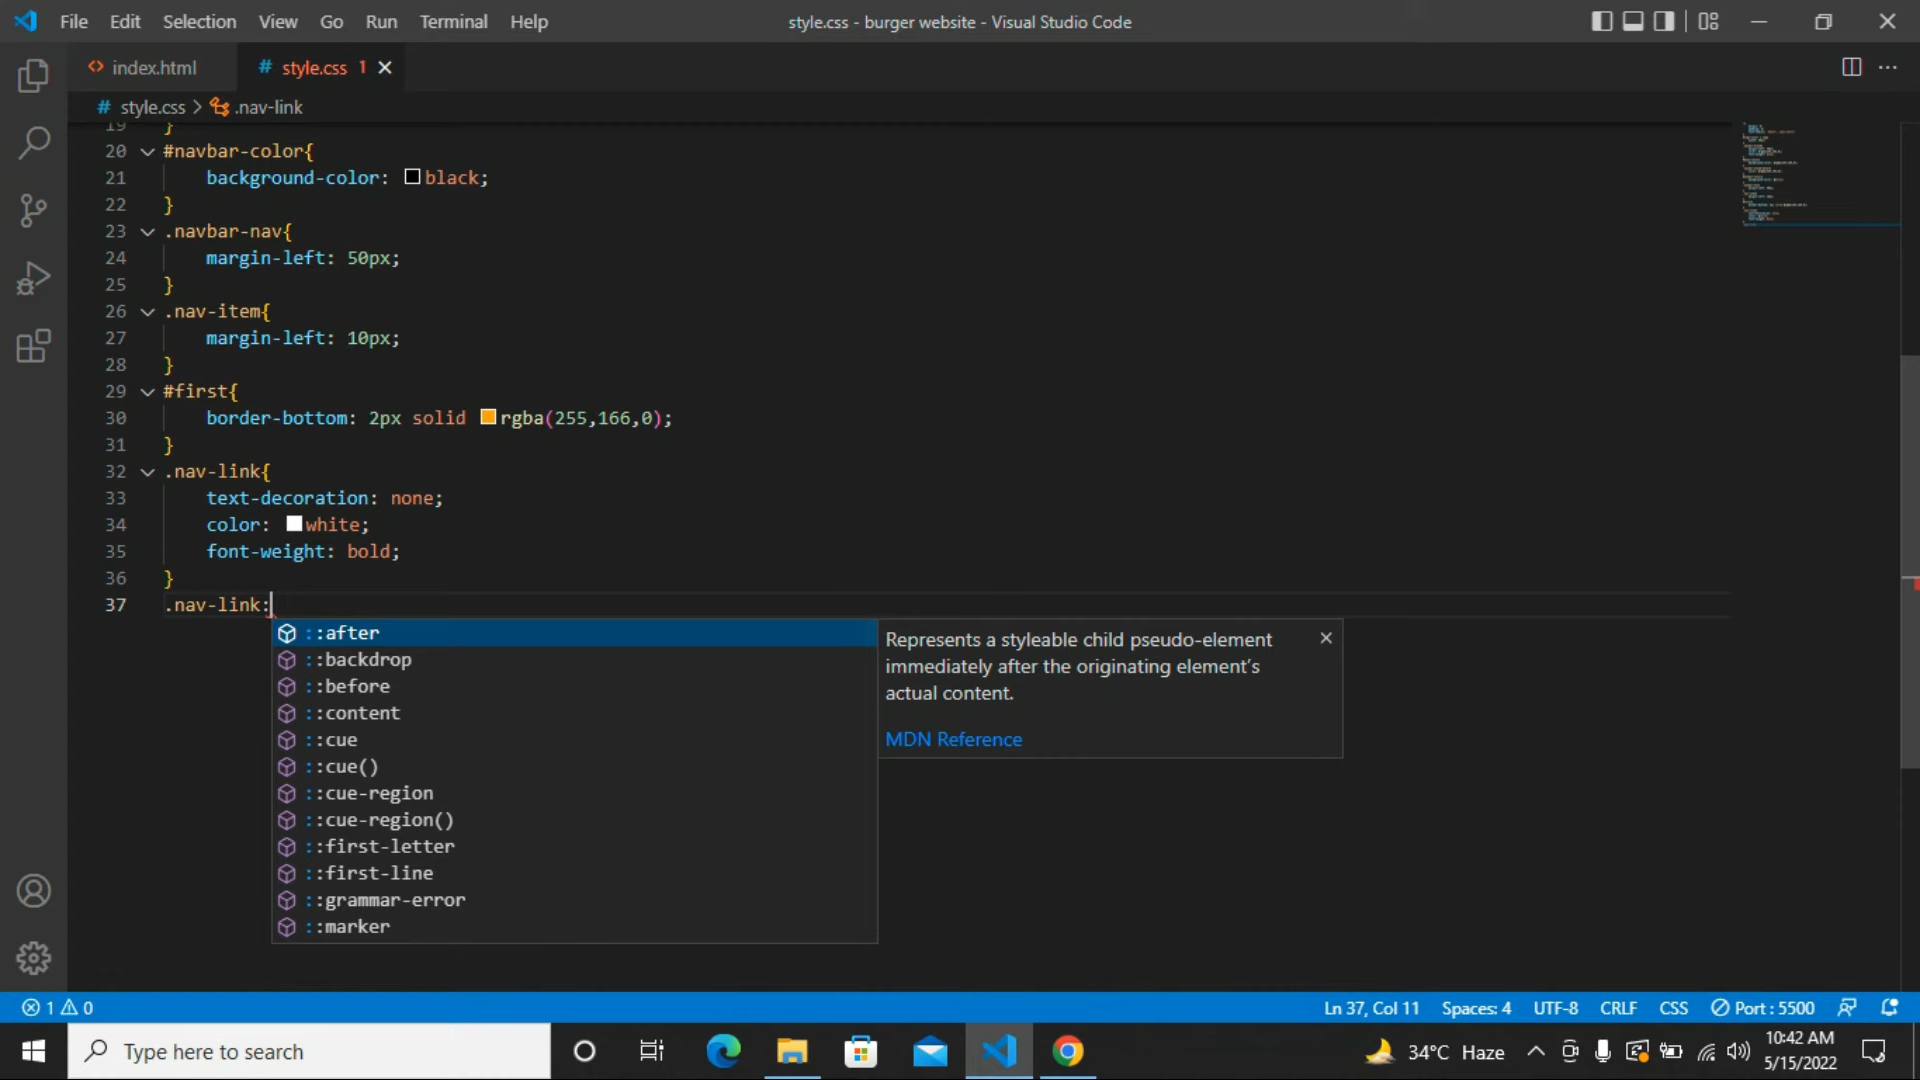 File Edit Selection View Go Run Terminal Help
style.css - burger website - Visual Studio Code
index.html
# style.css 1
# style.css > .nav-link
19 }
20 #navbar-color{
21 background-color: black;
22 }
23 .navbar-nav{
24 margin-left: 50px;
25 }
26 .nav-item{
27 margin-left: 10px;
28 }
29 #first{
30 border-bottom: 2px solid rgba(255,166,0);
31 }
32 .nav-link{
33 text-decoration: none;
34 color: white;
35 font-weight: bold;
36 }
37 .nav-link:
::after
::backdrop
::before
::content
::cue
::cue()
::cue-region
::cue-region()
::first-letter
::first-line
::grammar-error
::marker
Represents a styleable child pseudo-element
immediately after the originating element's
actual content.
MDN Reference
1 0
Ln 37, Col 11 Spaces: 4 UTF-8 CRLF CSS Port : 5500
Type here to search
34°C Haze
10:42 AM
5/15/2022